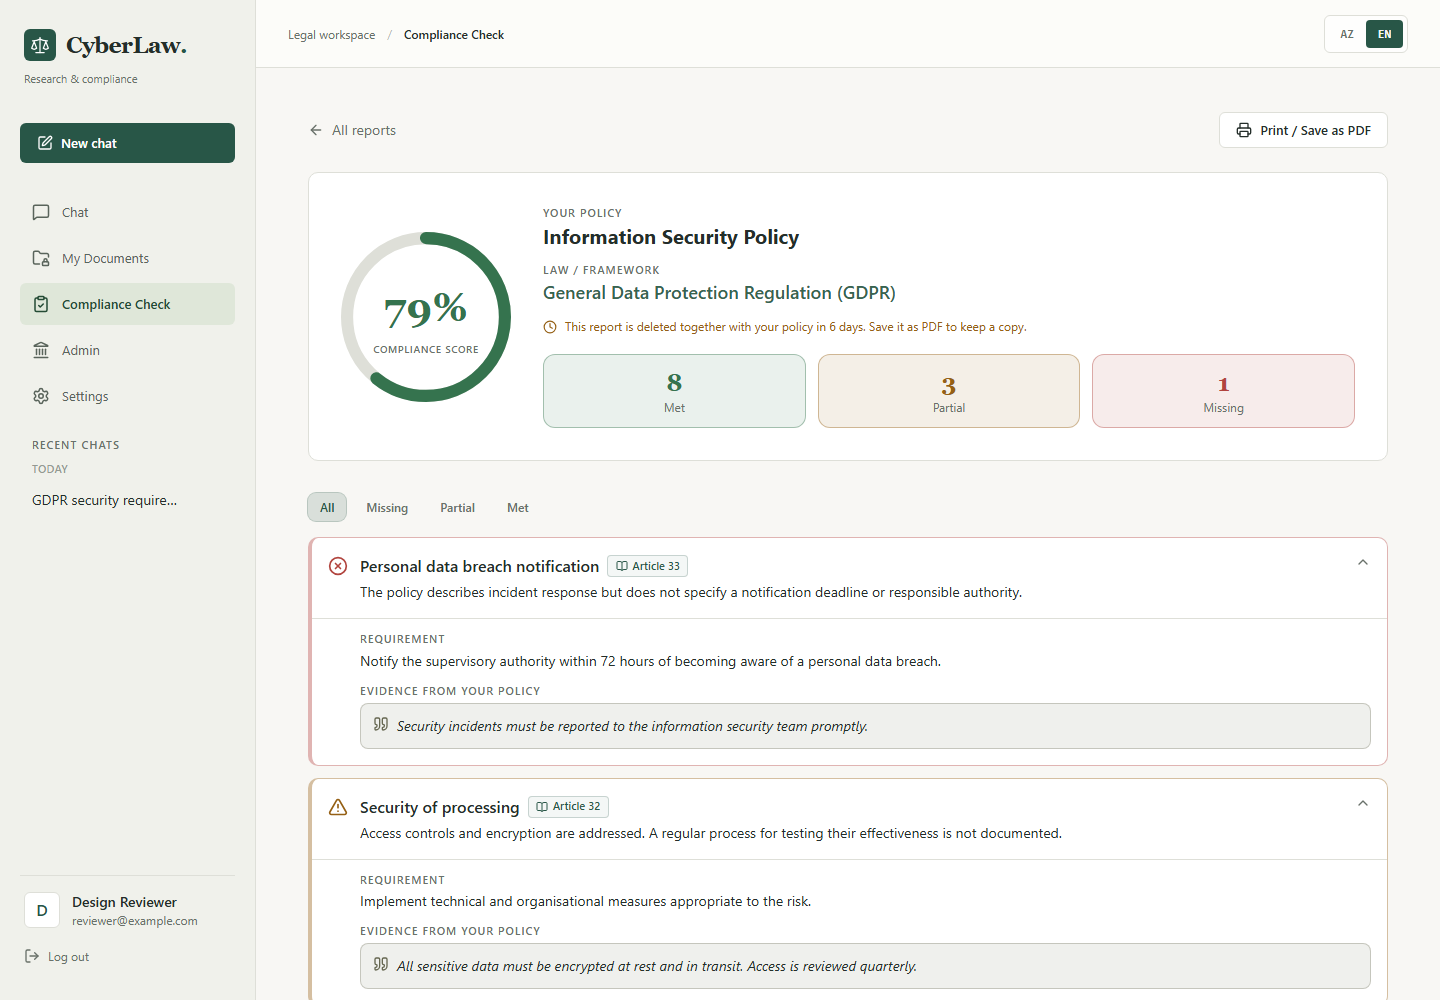 CyberLaw.
Research & compliance
New chat
Chat
My Documents
Compliance Check
Admin
Settings
RECENT CHATS
TODAY
GDPR security require...
D
Design Reviewer
reviewer@example.com
Log out
Legal workspace / Compliance Check
AZ EN
All reports
Print / Save as PDF
79%
COMPLIANCE SCORE
YOUR POLICY
Information Security Policy
LAW / FRAMEWORK
General Data Protection Regulation (GDPR)
This report is deleted together with your policy in 6 days. Save it as PDF to keep a copy.
8
Met
3
Partial
1
Missing
All Missing Partial Met
Personal data breach notification Article 33
The policy describes incident response but does not specify a notification deadline or responsible authority.
REQUIREMENT
Notify the supervisory authority within 72 hours of becoming aware of a personal data breach.
EVIDENCE FROM YOUR POLICY
Security incidents must be reported to the information security team promptly.
Security of processing Article 32
Access controls and encryption are addressed. A regular process for testing their effectiveness is not documented.
REQUIREMENT
Implement technical and organisational measures appropriate to the risk.
EVIDENCE FROM YOUR POLICY
All sensitive data must be encrypted at rest and in transit. Access is reviewed quarterly.